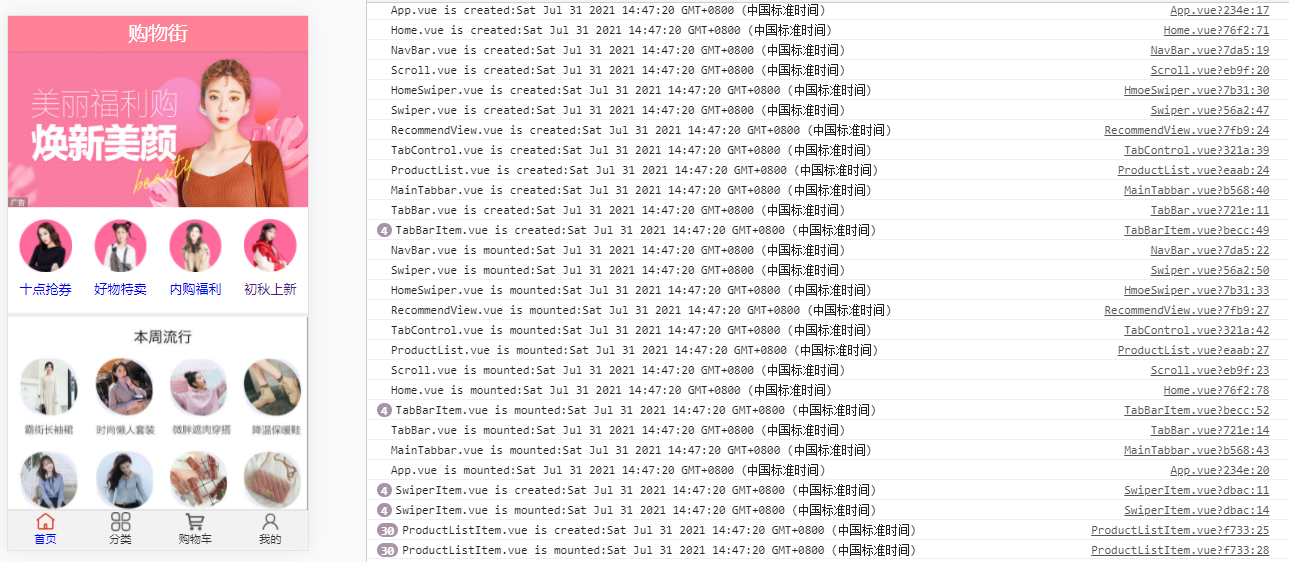 购物街
美丽福利购
焕新美颜
beauty
广告
十点抢券 好物特卖 内购福利 初秋上新
本周流行
霸街长袖裙 时尚懒人套装 微胖遮肉穿搭 降温保暖鞋
首页 分类 购物车 我的
App.vue is created:Sat Jul 31 2021 14:47:20 GMT+0800 (中国标准时间) App.vue?234e:17
Home.vue is created:Sat Jul 31 2021 14:47:20 GMT+0800 (中国标准时间) Home.vue?76f2:71
NavBar.vue is created:Sat Jul 31 2021 14:47:20 GMT+0800 (中国标准时间) NavBar.vue?7da5:19
Scroll.vue is created:Sat Jul 31 2021 14:47:20 GMT+0800 (中国标准时间) Scroll.vue?eb9f:20
HomeSwiper.vue is created:Sat Jul 31 2021 14:47:20 GMT+0800 (中国标准时间) HmoeSwiper.vue?7b31:30
Swiper.vue is created:Sat Jul 31 2021 14:47:20 GMT+0800 (中国标准时间) Swiper.vue?56a2:47
RecommendView.vue is created:Sat Jul 31 2021 14:47:20 GMT+0800 (中国标准时间) RecommendView.vue?7fb9:24
TabControl.vue is created:Sat Jul 31 2021 14:47:20 GMT+0800 (中国标准时间) TabControl.vue?321a:39
ProductList.vue is created:Sat Jul 31 2021 14:47:20 GMT+0800 (中国标准时间) ProductList.vue?eaab:24
MainTabbar.vue is created:Sat Jul 31 2021 14:47:20 GMT+0800 (中国标准时间) MainTabbar.vue?b568:40
TabBar.vue is created:Sat Jul 31 2021 14:47:20 GMT+0800 (中国标准时间) TabBar.vue?721e:11
4 TabBarItem.vue is created:Sat Jul 31 2021 14:47:20 GMT+0800 (中国标准时间) TabBarItem.vue?becc:49
NavBar.vue is mounted:Sat Jul 31 2021 14:47:20 GMT+0800 (中国标准时间) NavBar.vue?7da5:22
Swiper.vue is mounted:Sat Jul 31 2021 14:47:20 GMT+0800 (中国标准时间) Swiper.vue?56a2:50
HomeSwiper.vue is mounted:Sat Jul 31 2021 14:47:20 GMT+0800 (中国标准时间) HmoeSwiper.vue?7b31:33
RecommendView.vue is mounted:Sat Jul 31 2021 14:47:20 GMT+0800 (中国标准时间) RecommendView.vue?7fb9:27
TabControl.vue is mounted:Sat Jul 31 2021 14:47:20 GMT+0800 (中国标准时间) TabControl.vue?321a:42
ProductList.vue is mounted:Sat Jul 31 2021 14:47:20 GMT+0800 (中国标准时间) ProductList.vue?eaab:27
Scroll.vue is mounted:Sat Jul 31 2021 14:47:20 GMT+0800 (中国标准时间) Scroll.vue?eb9f:23
Home.vue is mounted:Sat Jul 31 2021 14:47:20 GMT+0800 (中国标准时间) Home.vue?76f2:78
4 TabBarItem.vue is mounted:Sat Jul 31 2021 14:47:20 GMT+0800 (中国标准时间) TabBarItem.vue?becc:52
TabBar.vue is mounted:Sat Jul 31 2021 14:47:20 GMT+0800 (中国标准时间) TabBar.vue?721e:14
MainTabbar.vue is mounted:Sat Jul 31 2021 14:47:20 GMT+0800 (中国标准时间) MainTabbar.vue?b568:43
App.vue is mounted:Sat Jul 31 2021 14:47:20 GMT+0800 (中国标准时间) App.vue?234e:20
4 SwiperItem.vue is created:Sat Jul 31 2021 14:47:20 GMT+0800 (中国标准时间) SwiperItem.vue?dbac:11
4 SwiperItem.vue is mounted:Sat Jul 31 2021 14:47:20 GMT+0800 (中国标准时间) SwiperItem.vue?dbac:14
30 ProductListItem.vue is created:Sat Jul 31 2021 14:47:20 GMT+0800 (中国标准时间) ProductListItem.vue?f733:25
30 ProductListItem.vue is mounted:Sat Jul 31 2021 14:47:20 GMT+0800 (中国标准时间) ProductListItem.vue?f733:28